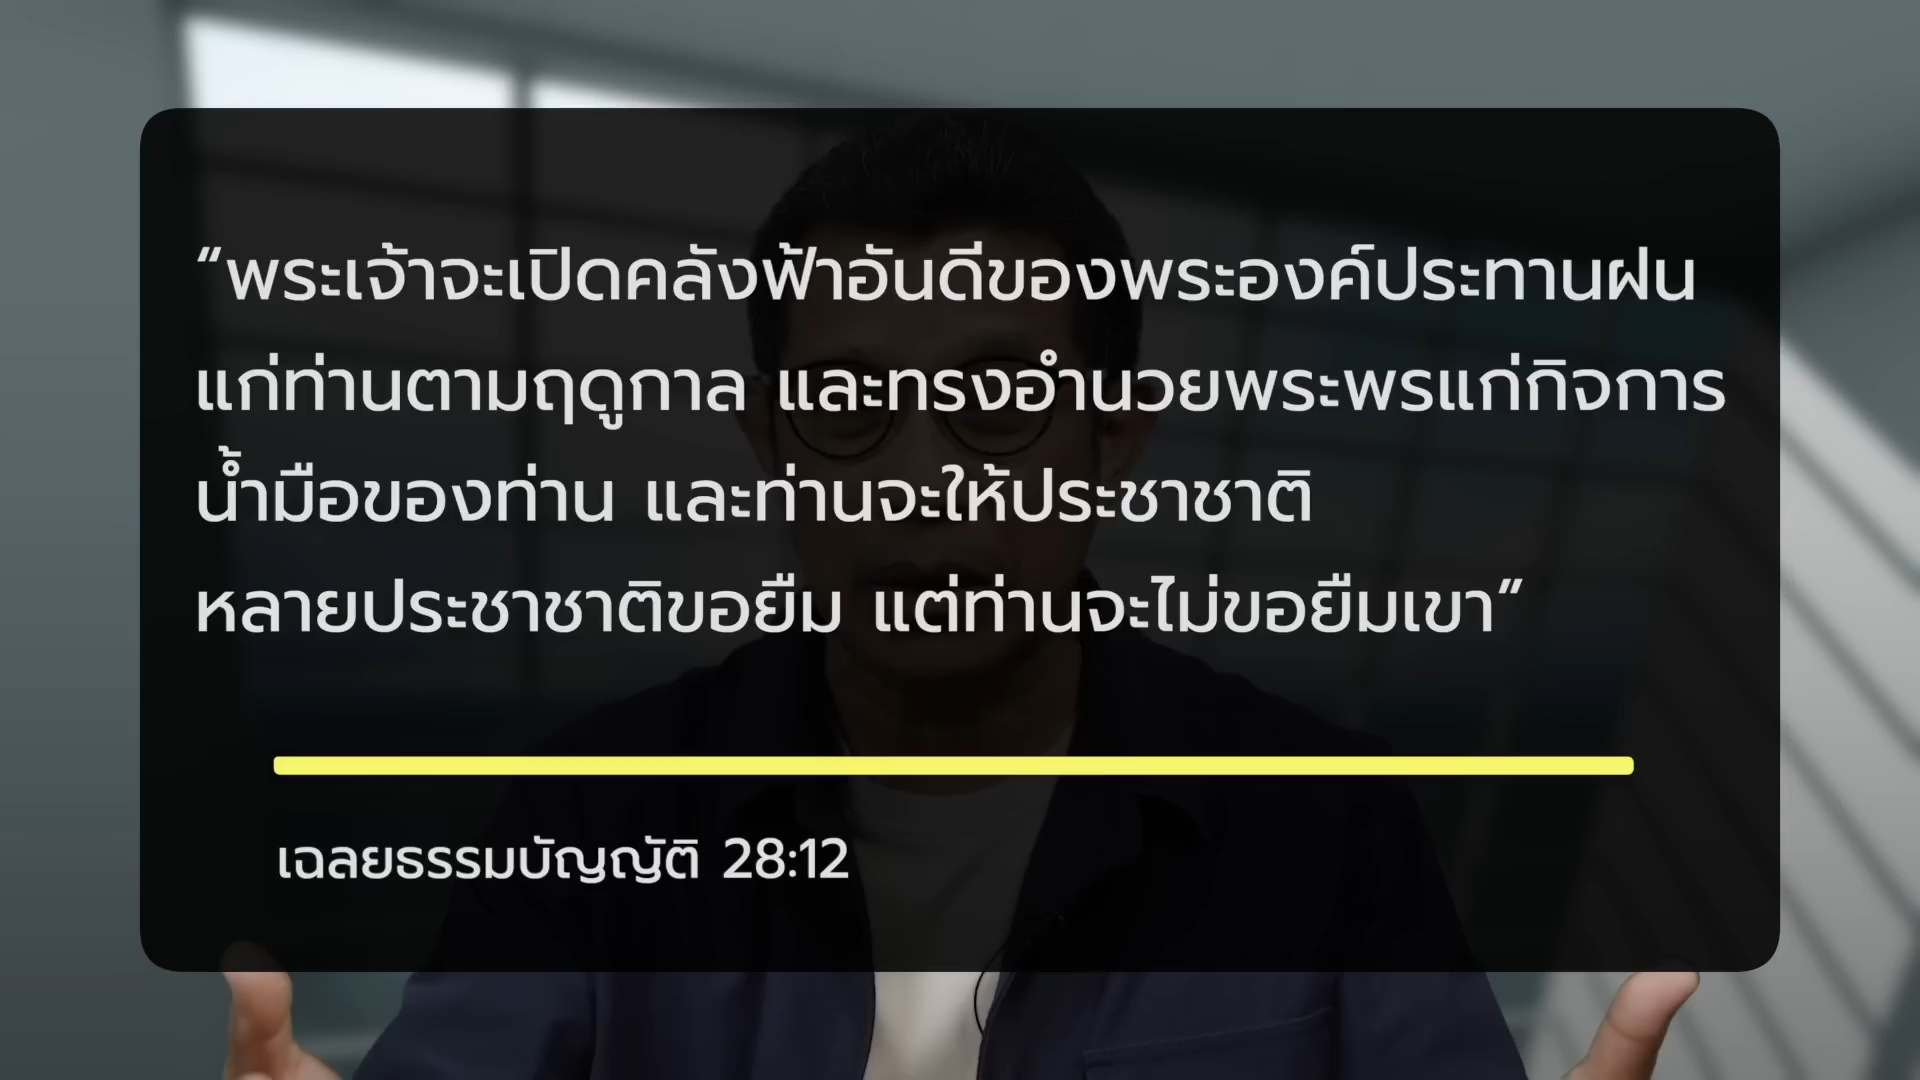 “พระเจ้าจะเปิดคลังฟ้าอันดีของพระองค์ประทานฝน
แก่ท่านตามฤดูกาล และทรงอำนวยพระพรแก่กิจการ
น้ำมือของท่าน และท่านจะให้ประชาชาติ
หลายประชาชาติขอยืม แต่ท่านจะไม่ขอยืมเขา”
เฉลยธรรมบัญญัติ 28:12